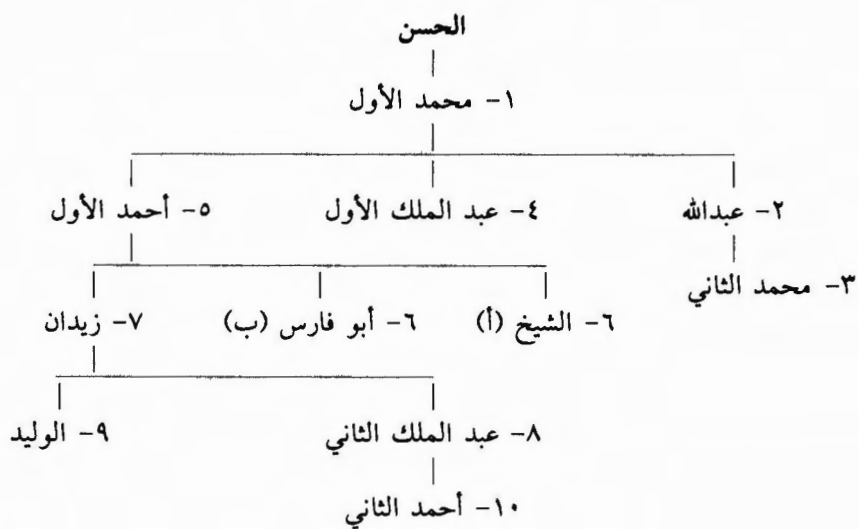 الحسن
١- محمد الأول
٢- عبدالله ٤- عبد الملك الأول ٥- أحمد الأول
٣- محمد الثاني
٦- الشيخ (أ) ٦- أبو فارس (ب) ٧- زيدان
٨- عبد الملك الثاني ٩- الوليد
١٠- أحمد الثاني